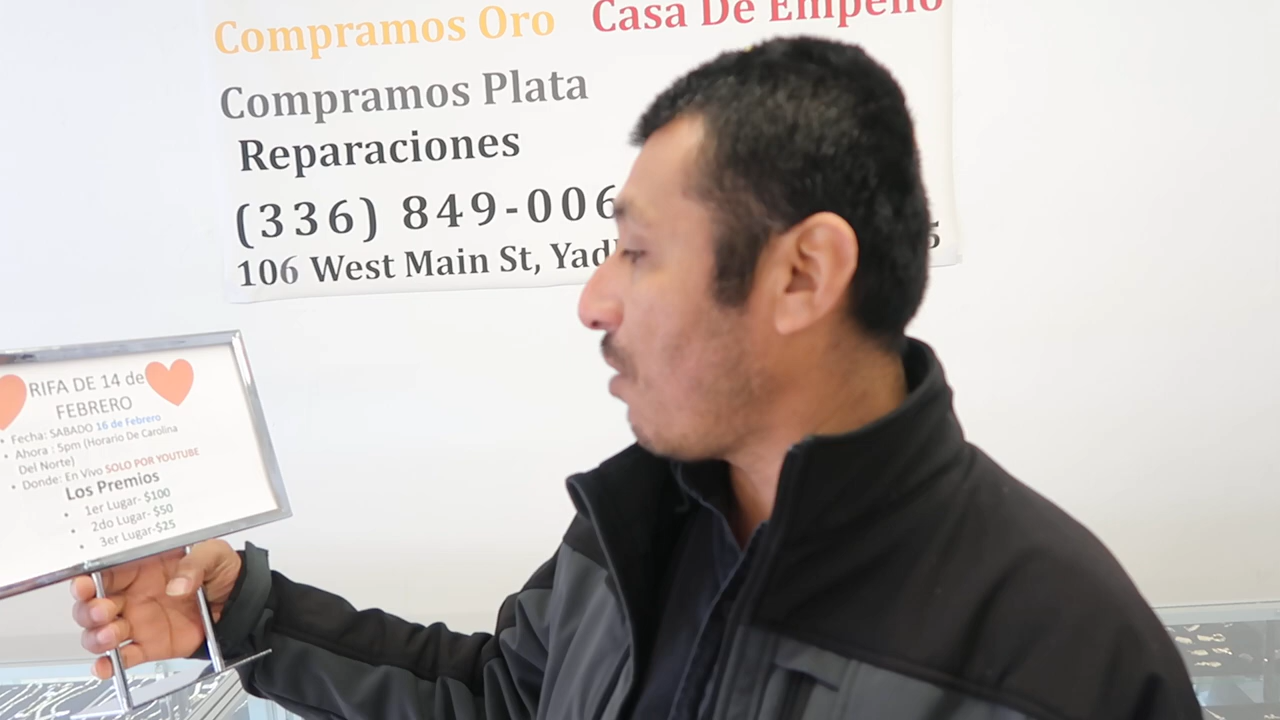 Compramos Oro Casa De Empeño
Compramos Plata
Reparaciones
(336) 849-006
106 West Main St, Yad
5
RIFA DE 14 de
FEBRERO
• Fecha: SABADO 16 de Febrero
• Ahora : 5pm (Horario De Carolina
Del Norte)
• Donde: En Vivo SOLO POR YOUTUBE
Los Premios
• 1er Lugar- $100
• 2do Lugar- $50
• 3er Lugar-$25